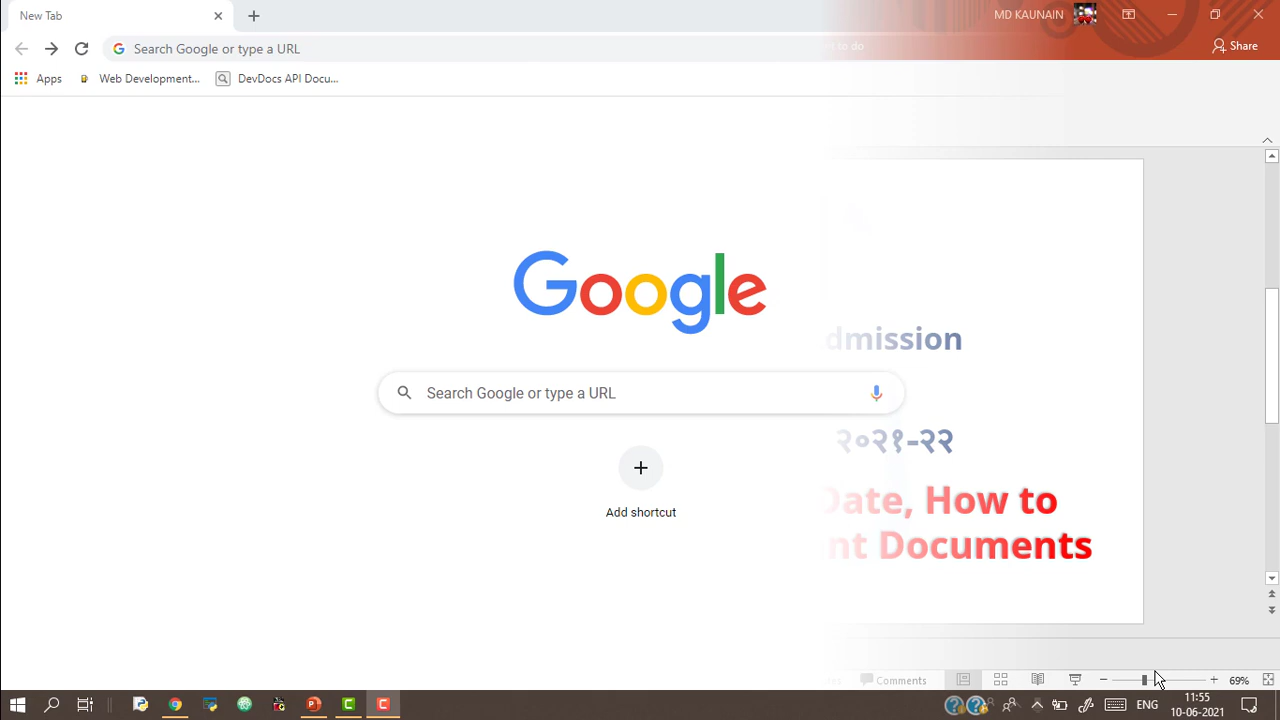 New Tab
MD KAUNAIN
Search Google or type a URL
to do
Share
Apps
Web Development...
DevDocs API Docu...
Google
dmission
Search Google or type a URL
२०२१-२२
Date, How to
Add shortcut
nt Documents
Comments
69%
ENG
11:55
10-06-2021